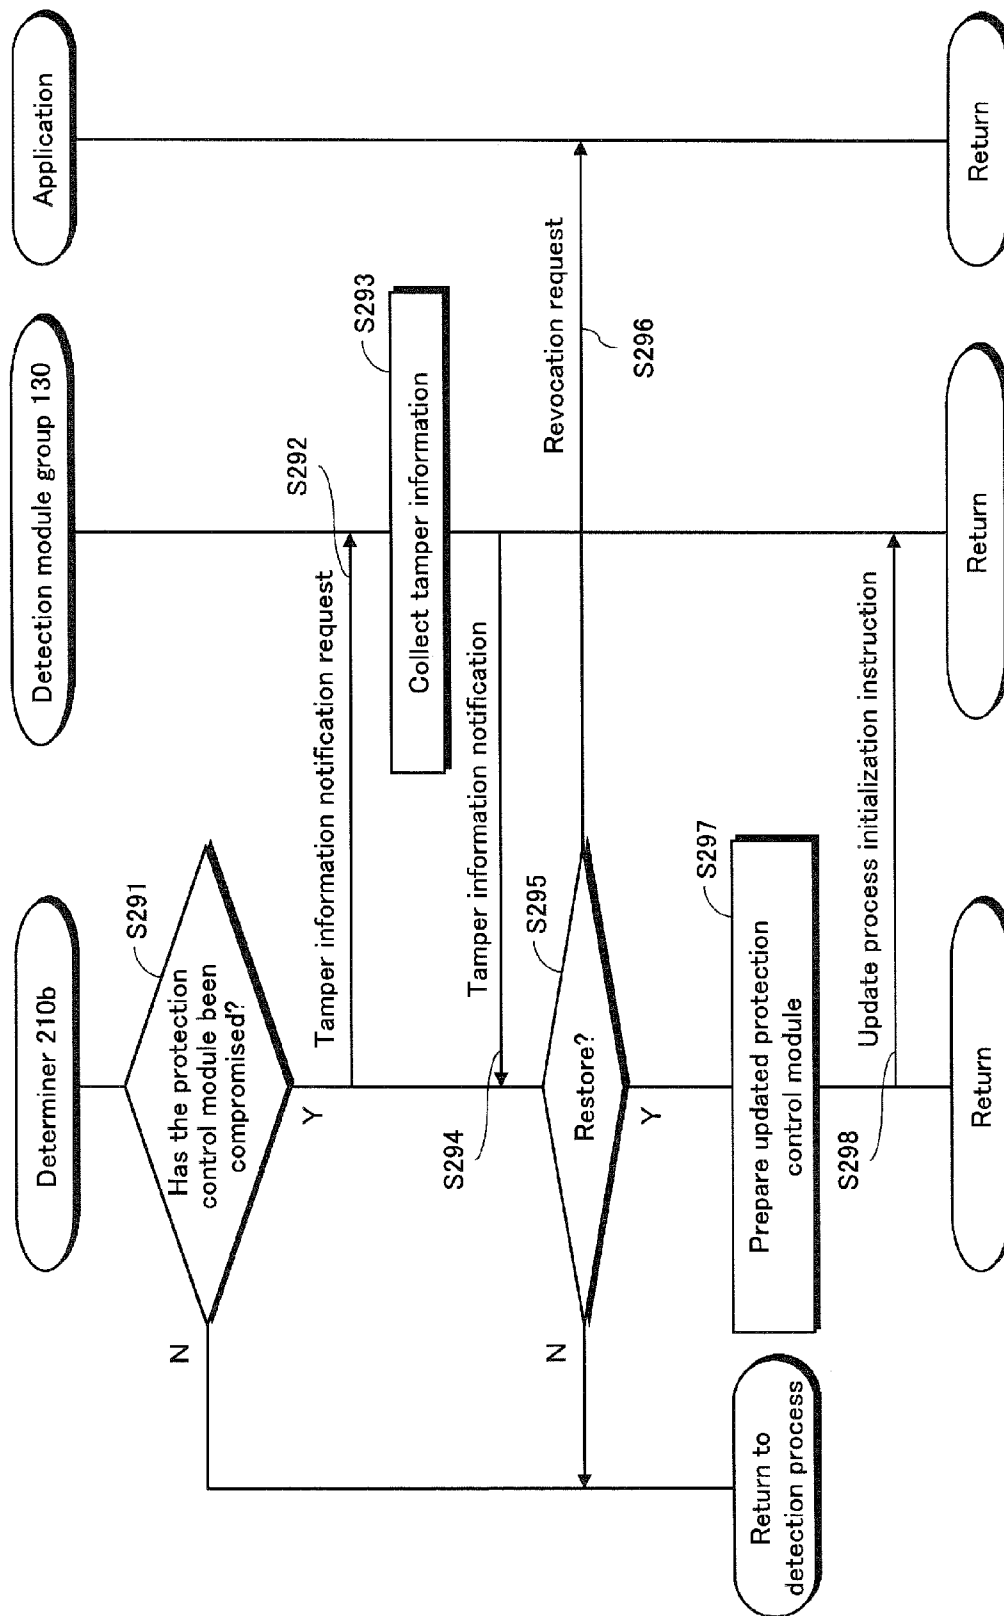 Determiner 210b
Detection module group 130
Application
S291
Has the protection
control module been
compromised?
N
Y
S292
Tamper information notification request
S293
Collect tamper information
Tamper information notification
S294
S295
Restore?
N
Y
Revocation request
S296
S297
Prepare updated protection
control module
Return to
detection process
Update process initialization instruction
S298
Return
Return
Return